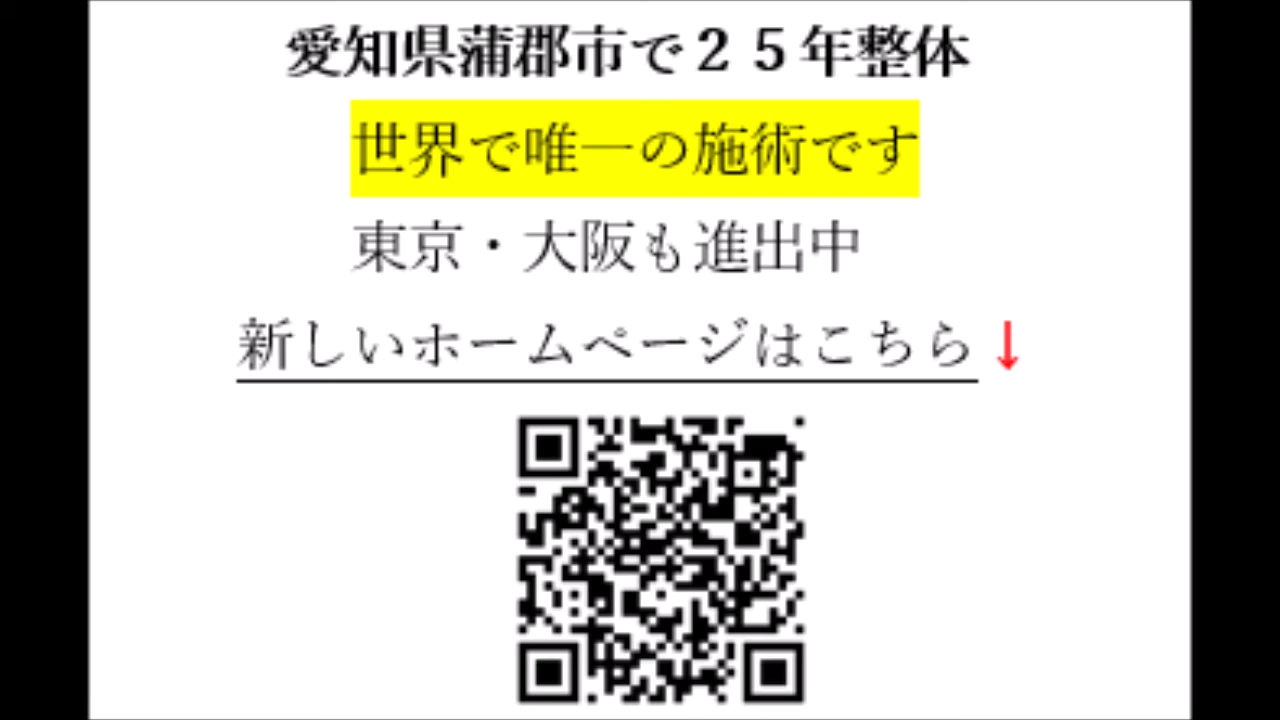 愛知県蒲郡市で２５年整体
世界で唯一の施術です
東京・大阪も進出中
新しいホームページはこちら↓